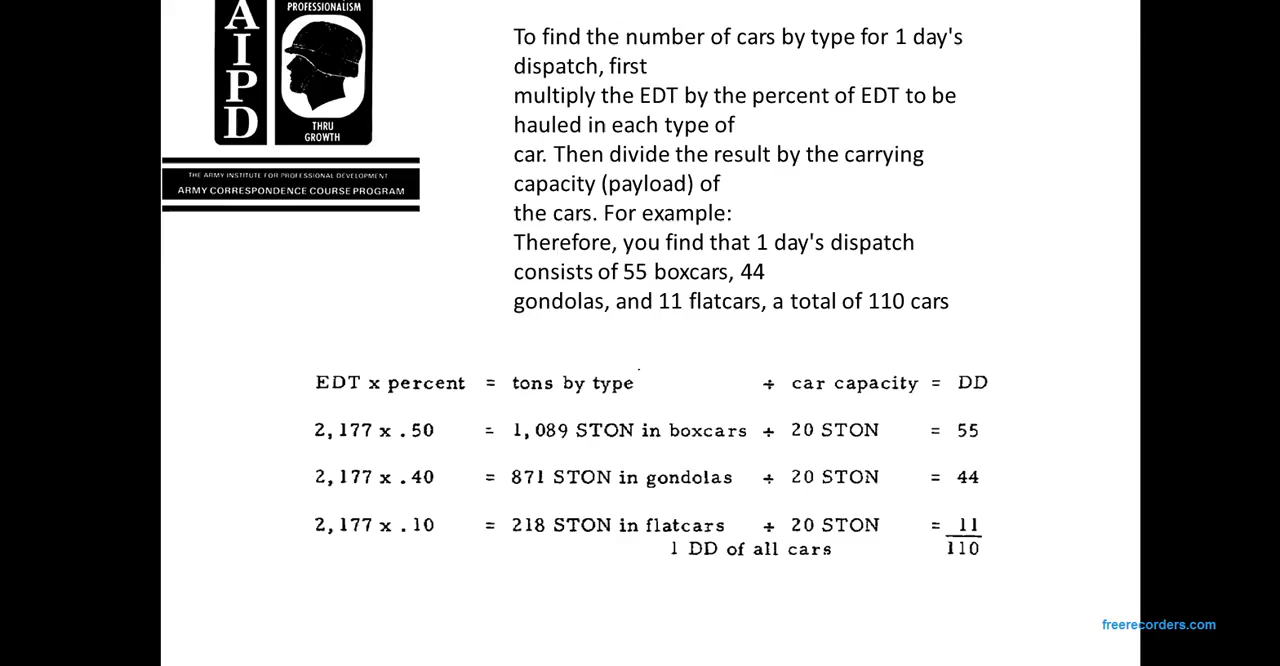 A
I
P
D
PROFESSIONALISM
THRU
GROWTH
THE ARMY INSTITUTE FOR PROFESSIONAL DEVELOPMENT
ARMY CORRESPONDENCE COURSE PROGRAM
To find the number of cars by type for 1 day's
dispatch, first
multiply the EDT by the percent of EDT to be
hauled in each type of
car. Then divide the result by the carrying
capacity (payload) of
the cars. For example:
Therefore, you find that 1 day's dispatch
consists of 55 boxcars, 44
gondolas, and 11 flatcars, a total of 110 cars
EDT x percent = tons by type ÷ car capacity = DD
2,177 x .50 = 1,089 STON in boxcars ÷ 20 STON = 55
2,177 x .40 = 871 STON in gondolas ÷ 20 STON = 44
2,177 x .10 = 218 STON in flatcars ÷ 20 STON = 11
1 DD of all cars 110
freerecorders.com